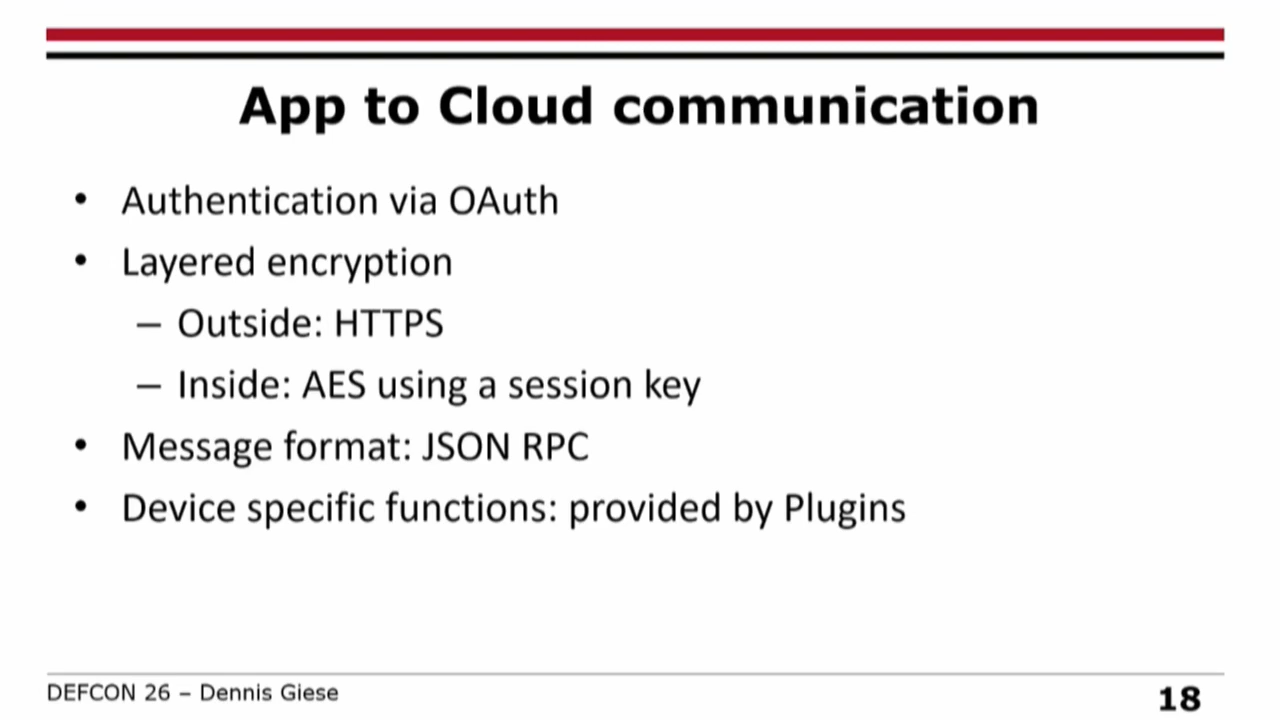 App to Cloud communication
• Authentication via OAuth
• Layered encryption
– Outside: HTTPS
– Inside: AES using a session key
• Message format: JSON RPC
• Device specific functions: provided by Plugins
DEFCON 26 – Dennis Giese
18